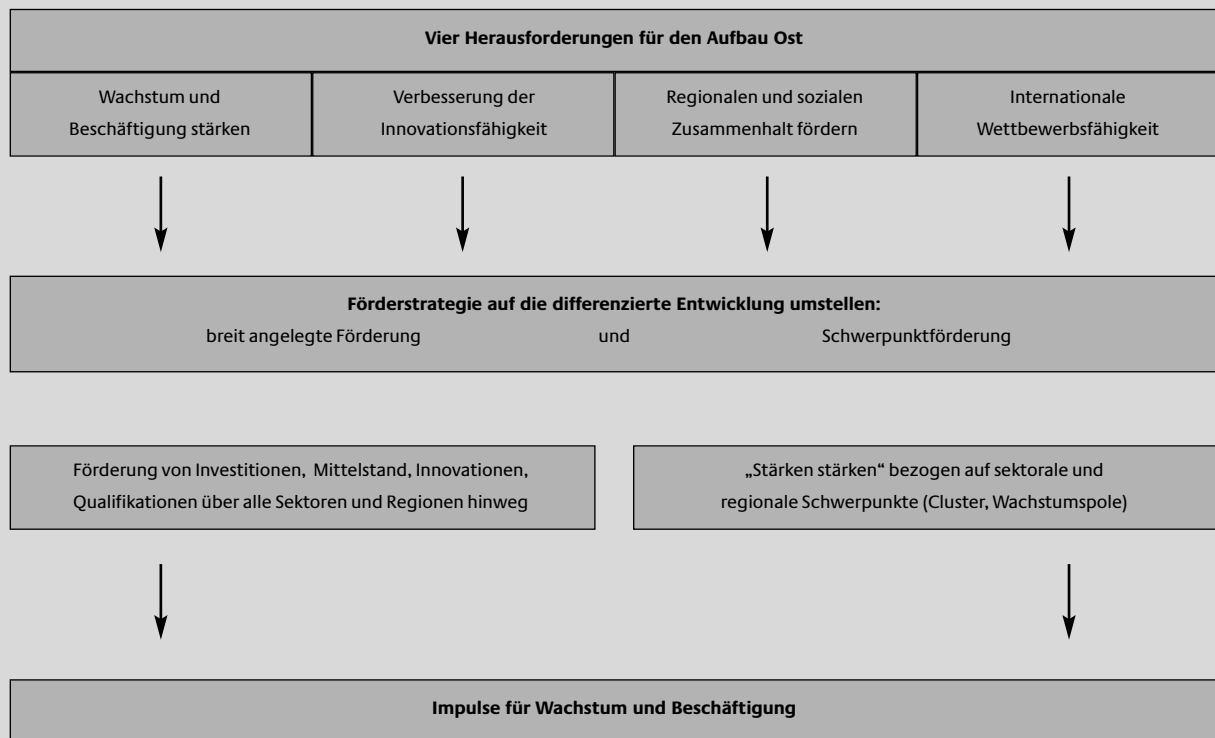 Vier Herausforderungen für den Aufbau Ost
Wachstum und
Beschäftigung stärken
Verbesserung der
Innovationsfähigkeit
Regionalen und sozialen
Zusammenhalt fördern
Internationale
Wettbewerbsfähigkeit
Förderstrategie auf die differenzierte Entwicklung umstellen:
breit angelegte Förderung und Schwerpunktförderung
Förderung von Investitionen, Mittelstand, Innovationen,
Qualifikationen über alle Sektoren und Regionen hinweg
„Stärken stärken“ bezogen auf sektorale und
regionale Schwerpunkte (Cluster, Wachstumspole)
Impulse für Wachstum und Beschäftigung